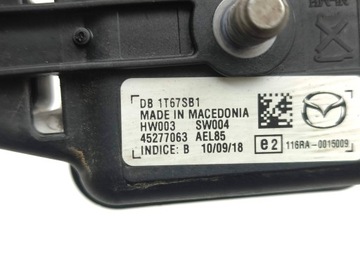 DB 1T67SB1
MADE IN MACEDONIA
HW003 SW004
45277063 AEL85
INDICE: B 10/09/18
e2 116RA-0015009